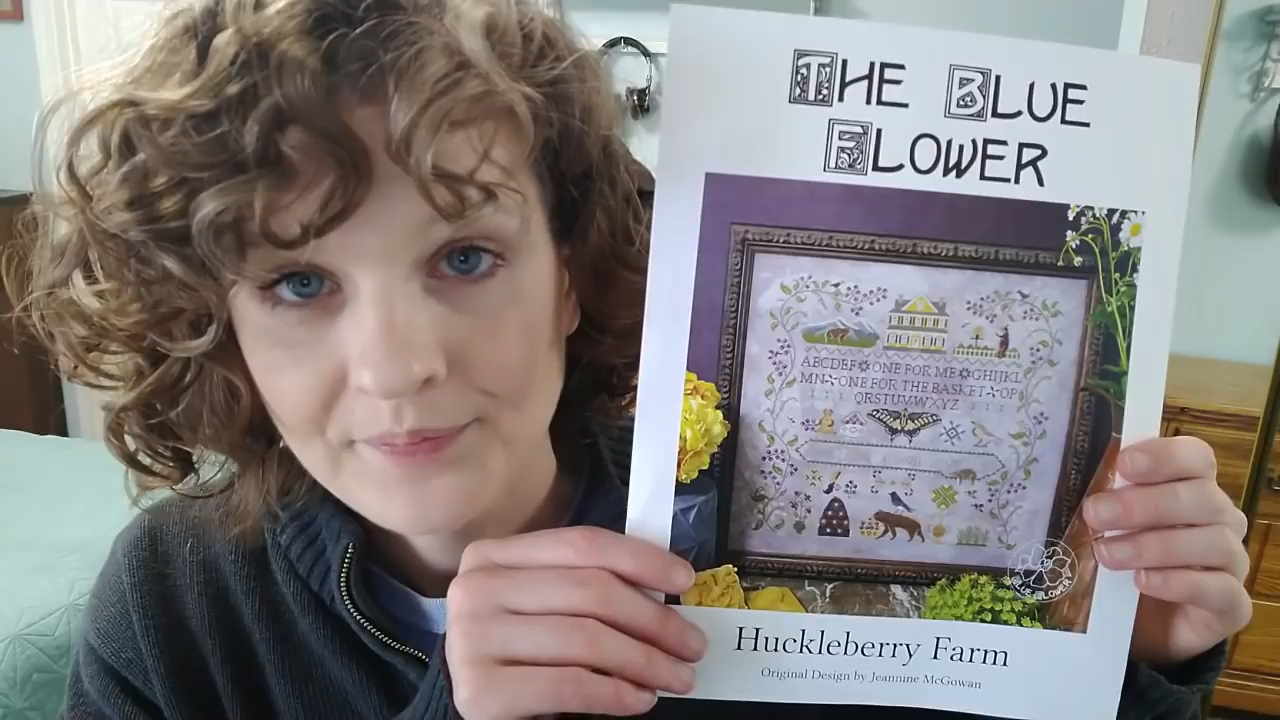 THE BLUE
FLOWER
ABCDEF ONE FOR ME GHIJKL
MN ONE FOR THE BASKET OP
QRSTUVWXYZ
BLUE FLOWER
Huckleberry Farm
Original Design by Jeannine McGowan